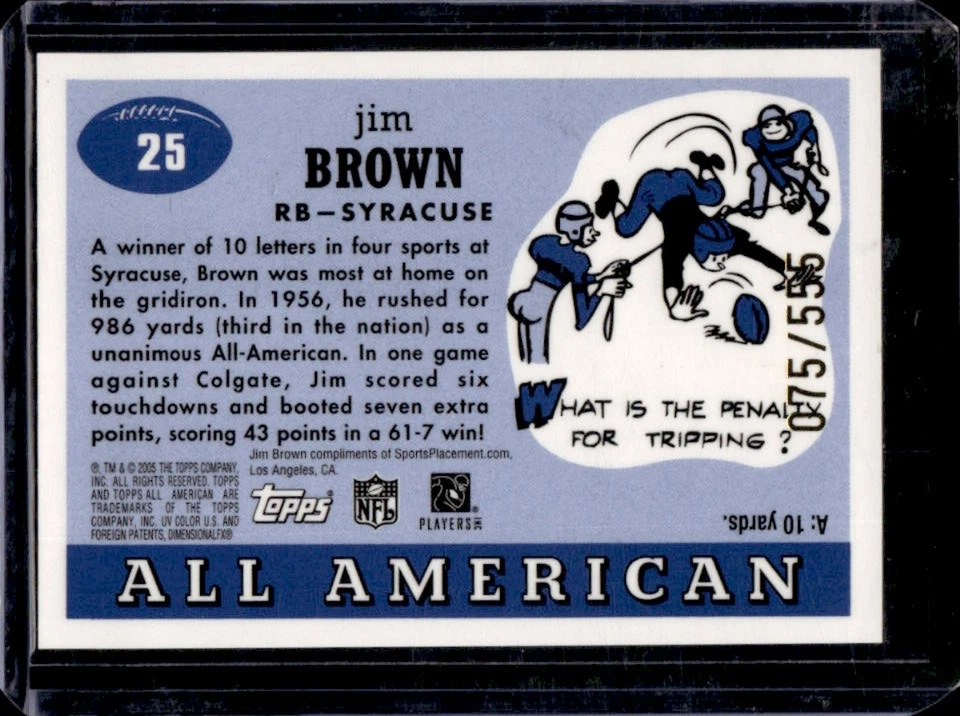 25
jim
BROWN
RB–SYRACUSE
A winner of 10 letters in four sports at
Syracuse, Brown was most at home on
the gridiron. In 1956, he rushed for
986 yards (third in the nation) as a
unanimous All-American. In one game
against Colgate, Jim scored six
touchdowns and booted seven extra
points, scoring 43 points in a 61-7 win!
Jim Brown compliments of SportsPlacement.com,
Los Angeles, CA.
®, TM & © 2005 THE TOPPS COMPANY,
INC. ALL RIGHTS RESERVED. TOPPS
AND TOPPS ALL AMERICAN ARE
TRADEMARKS OF THE TOPPS
COMPANY, INC. UV COLOR U.S. AND
FOREIGN PATENTS, DIMENSIONALFX®
Topps®
NFL
PLAYERS INC
WHAT IS THE PENALTY
FOR TRIPPING?
075/555
A: 10 yards.
ALL AMERICAN